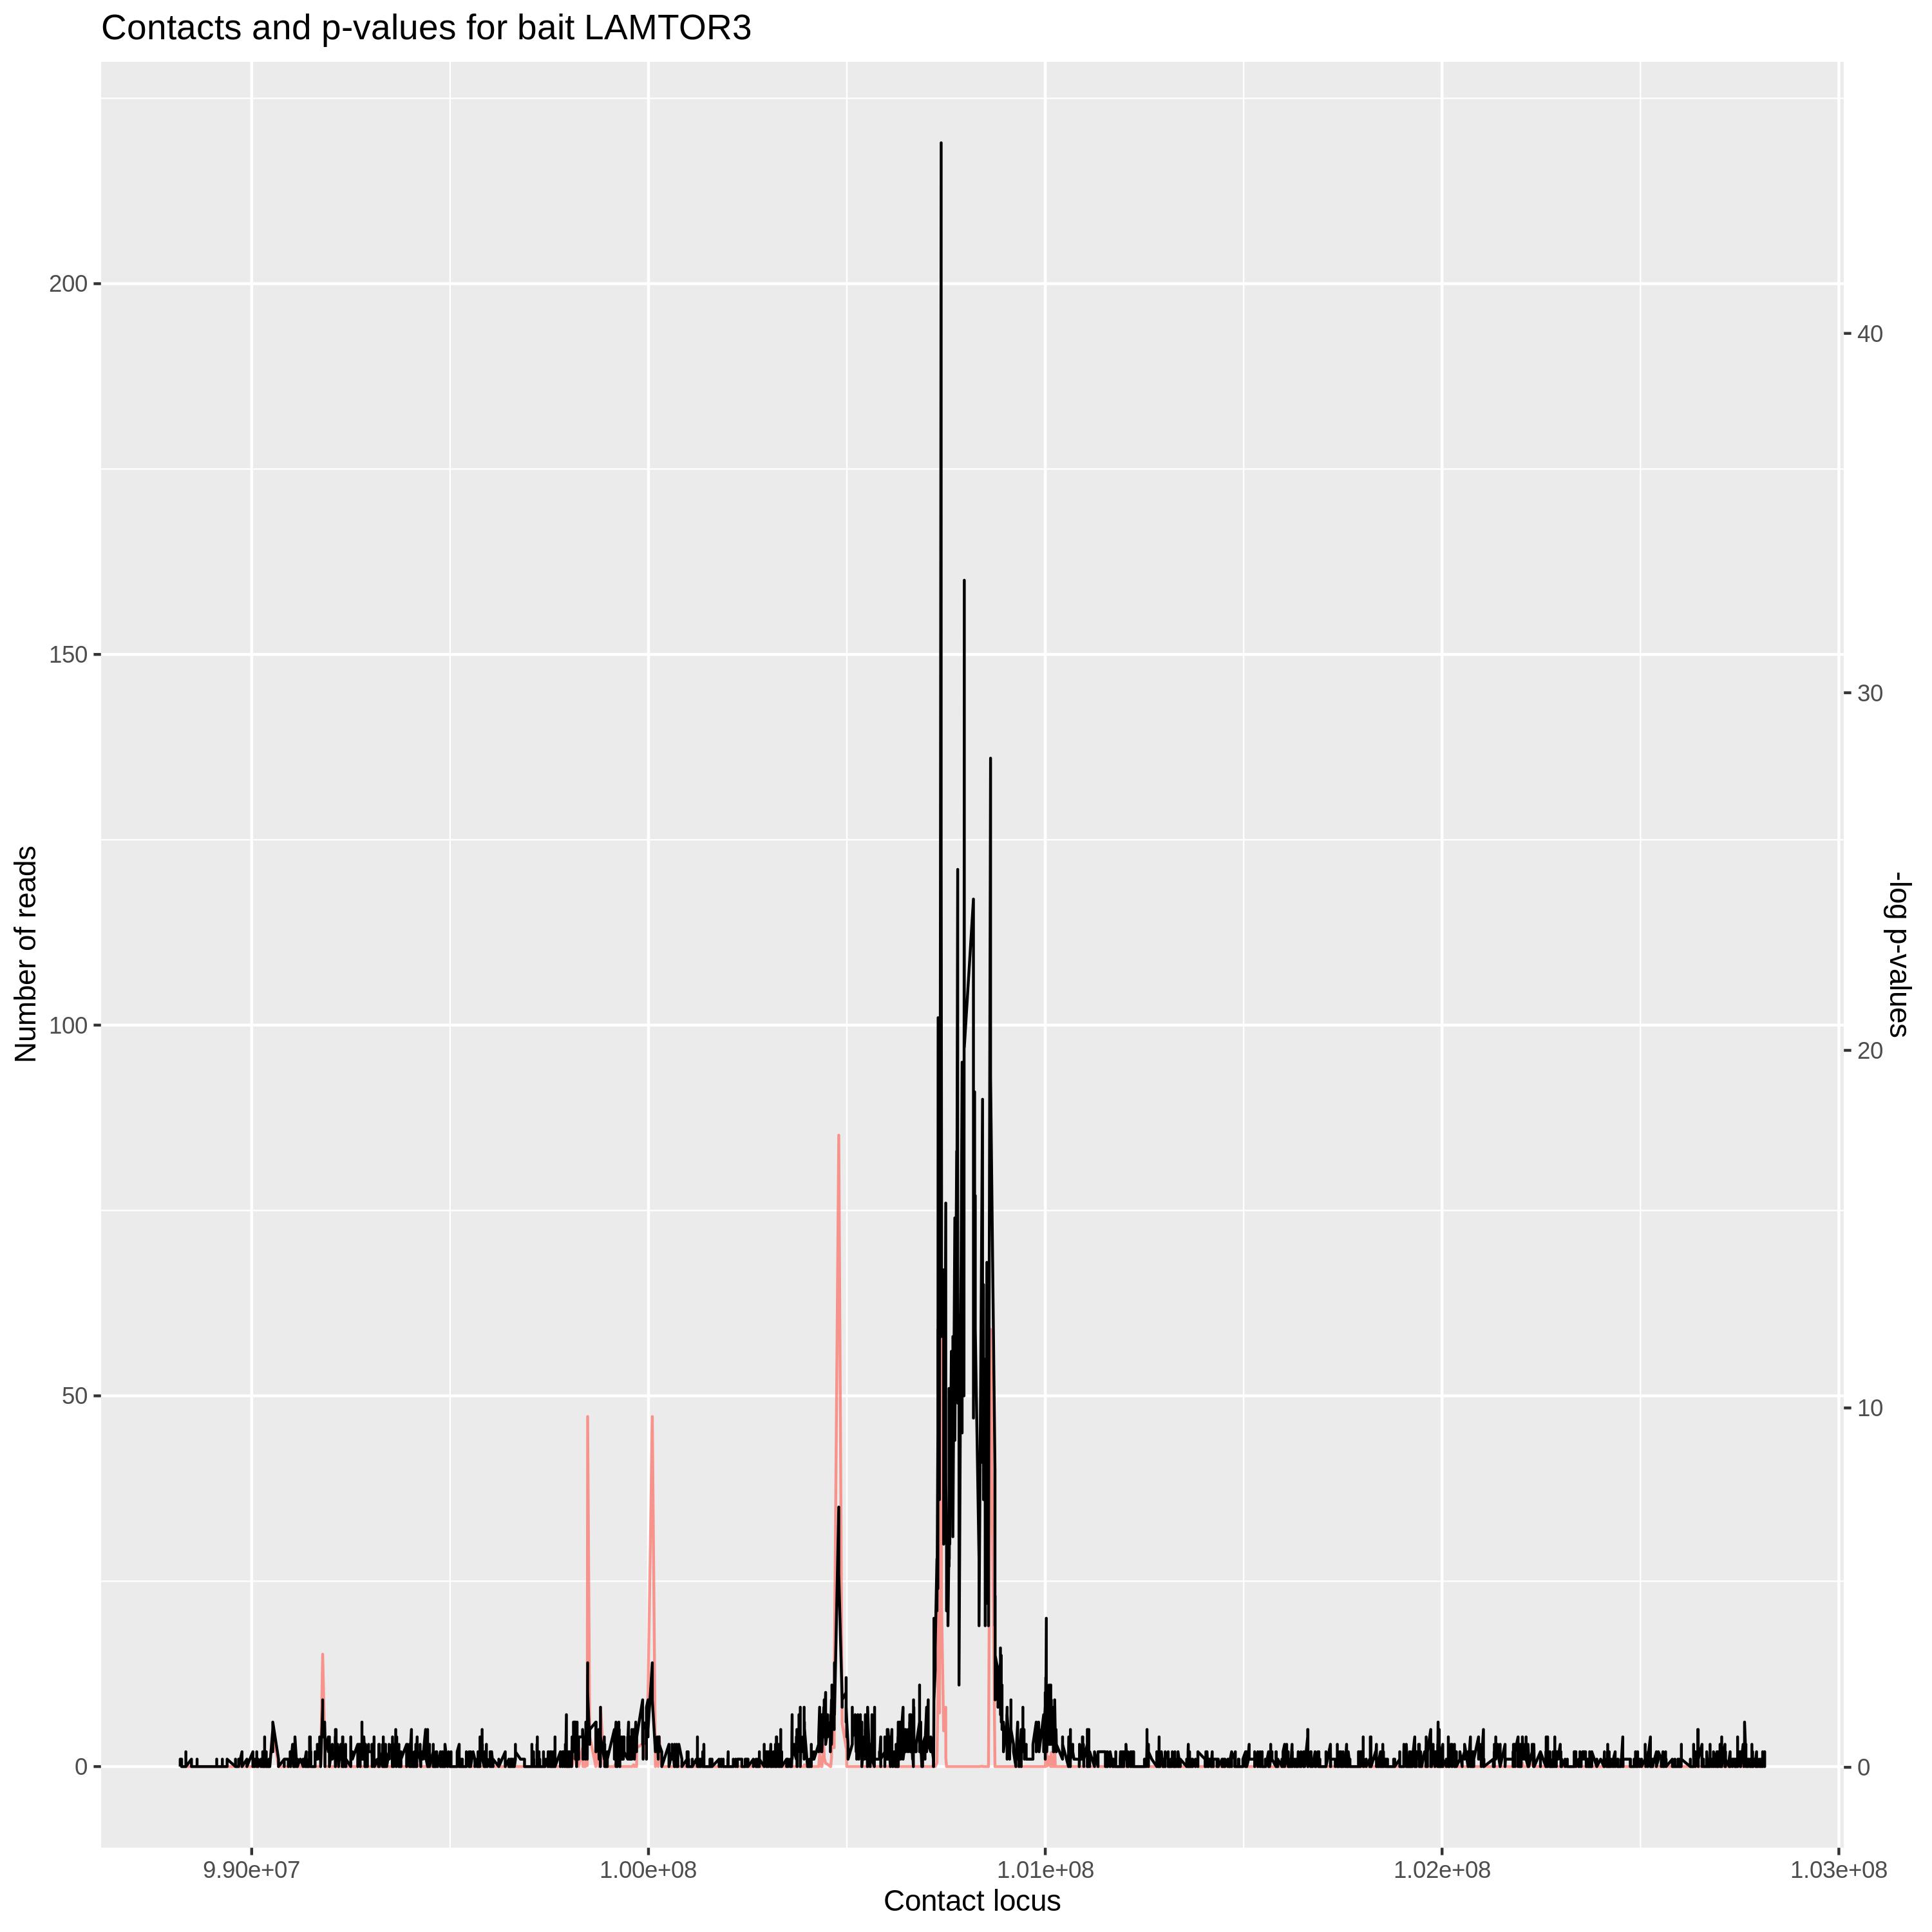 Contacts and p-values for bait LAMTOR3
Number of reads
200
150
100
50
0
40
30
20
10
0
-log p-values
9.90e+07
1.00e+08
1.01e+08
1.02e+08
1.03e+08
Contact locus